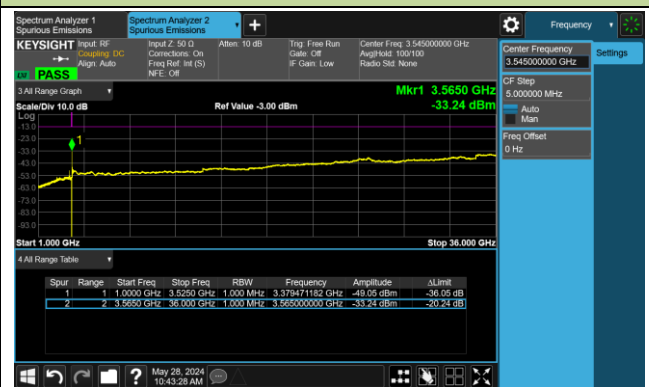 Spectrum Analyzer 1
Spurious Emissions
Spectrum Analyzer 2
Spurious Emissions
Frequency
KEYSIGHT Input: RF
Coupling: DC
Align: Auto
Input Z: 50 Ω
Corrections: On
Freq Ref: Int (S)
NFE: Off
Atten: 10 dB
Trig: Free Run
Gate: Off
IF Gain: Low
Center Freq: 3.545000000 GHz
Avg|Hold: 100/100
Radio Std: None
PASS
Center Frequency
3.545000000 GHz
Settings
CF Step
5.000000 MHz
Auto
Man
Freq Offset
0 Hz
3 All Range Graph
Mkr1 3.5650 GHz
Scale/Div 10.0 dB
Ref Value -3.00 dBm
-33.24 dBm
Log
-13.0
-23.0
-33.0
-43.0
-53.0
-63.0
-73.0
-83.0
-93.0
1
Start 1.000 GHz
Stop 36.000 GHz
4 All Range Table
Spur Range Start Freq Stop Freq RBW Frequency Amplitude ΔLimit
1 1 1.0000 GHz 3.5250 GHz 1.000 MHz 3.379471182 GHz -49.05 dBm -36.05 dB
2 2 3.5650 GHz 36.000 GHz 1.000 MHz 3.565000000 GHz -33.24 dBm -20.24 dB
May 28, 2024
10:43:28 AM